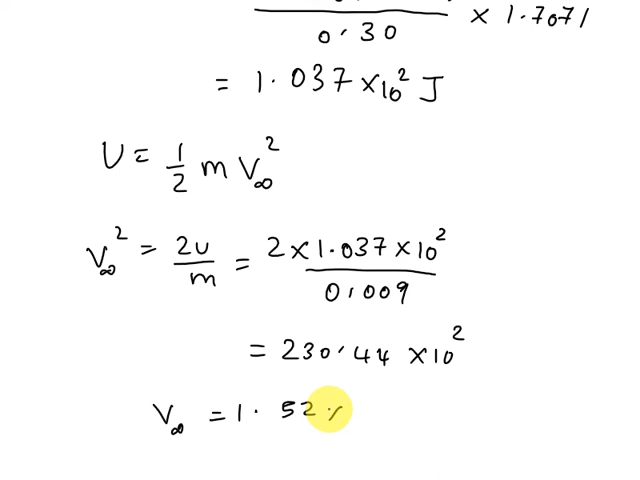 0.30 × 1.7071
= 1.037 × 10² J
U = 1/2 m V∞²
V∞² = 2U/m = 2 × 1.037 × 10² / 0.009
= 230.44 × 10²
V∞ = 1.52